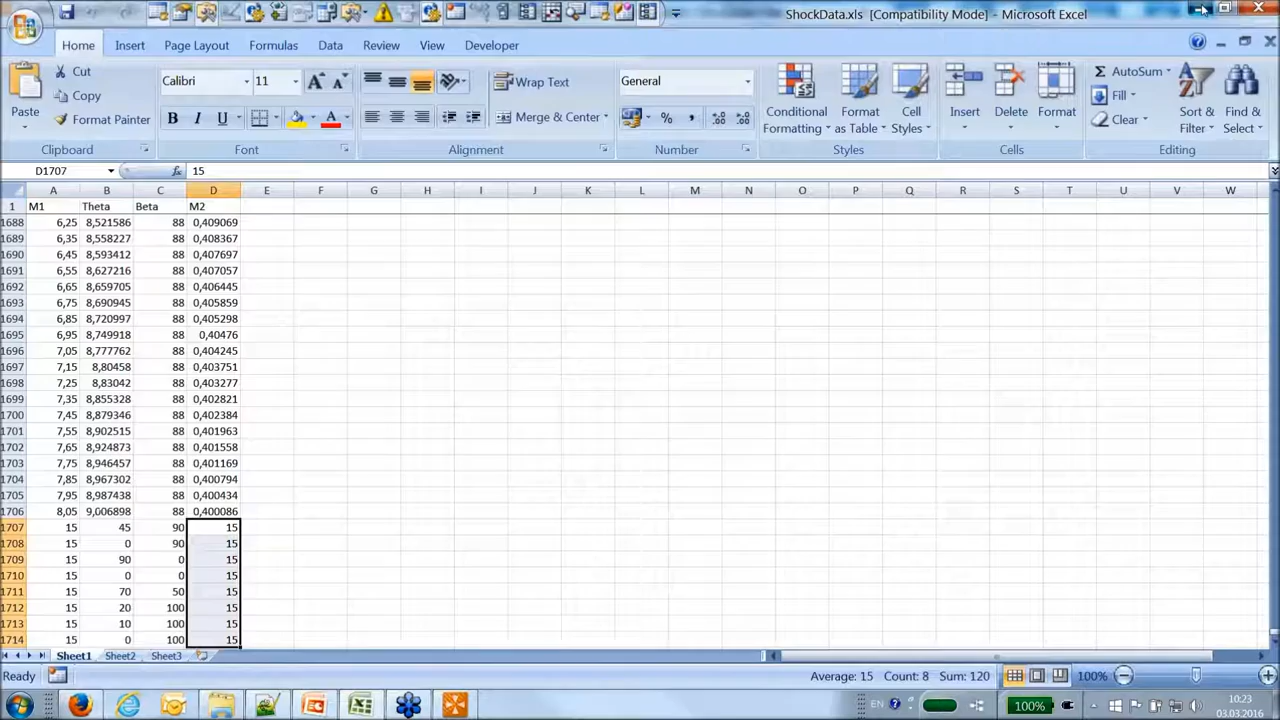 ShockData.xls [Compatibility Mode] - Microsoft Excel
Home Insert Page Layout Formulas Data Review View Developer
Paste Cut Copy Format Painter
Calibri 11
B I U A
Wrap Text
Merge & Center
General
% ,
Conditional Formatting Format as Table Cell Styles
Insert Delete Format
Σ AutoSum Fill Clear
Sort & Filter Find & Select
Clipboard Font Alignment Number Styles Cells Editing
D1707 fx 15
A B C D E F G H I J K L M N O P Q R S T U V W
1 M1 Theta Beta M2
1688 6,25 8,521586 88 0,409069
1689 6,35 8,558227 88 0,408367
1690 6,45 8,593412 88 0,407697
1691 6,55 8,627216 88 0,407057
1692 6,65 8,659705 88 0,406445
1693 6,75 8,690945 88 0,405859
1694 6,85 8,720997 88 0,405298
1695 6,95 8,749918 88 0,40476
1696 7,05 8,777762 88 0,404245
1697 7,15 8,80458 88 0,403751
1698 7,25 8,83042 88 0,403277
1699 7,35 8,855328 88 0,402821
1700 7,45 8,879346 88 0,402384
1701 7,55 8,902515 88 0,401963
1702 7,65 8,924873 88 0,401558
1703 7,75 8,946457 88 0,401169
1704 7,85 8,967302 88 0,400794
1705 7,95 8,987438 88 0,400434
1706 8,05 9,006898 88 0,400086
1707 15 45 90 15
1708 15 0 90 15
1709 15 90 0 15
1710 15 0 0 15
1711 15 70 50 15
1712 15 20 100 15
1713 15 10 100 15
1714 15 0 100 15
Sheet1 Sheet2 Sheet3
Ready Average: 15 Count: 8 Sum: 120 100%
EN 100% 10:23
03.03.2016